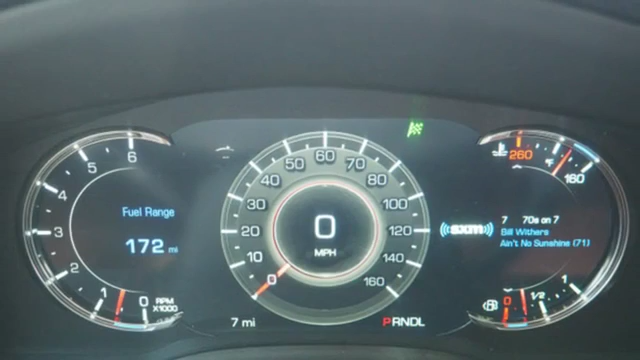 6
5
4
3
2
1
0
RPM
X1000
Fuel Range
172 mi
60
50
70
40
80
30
100
20
120
10
140
0
160
0
MPH
7 mi
PRNDL
260
°F
160
sxm
7 70s on 7
Bill Withers
Ain't No Sunshine (71)
0
1/2
1